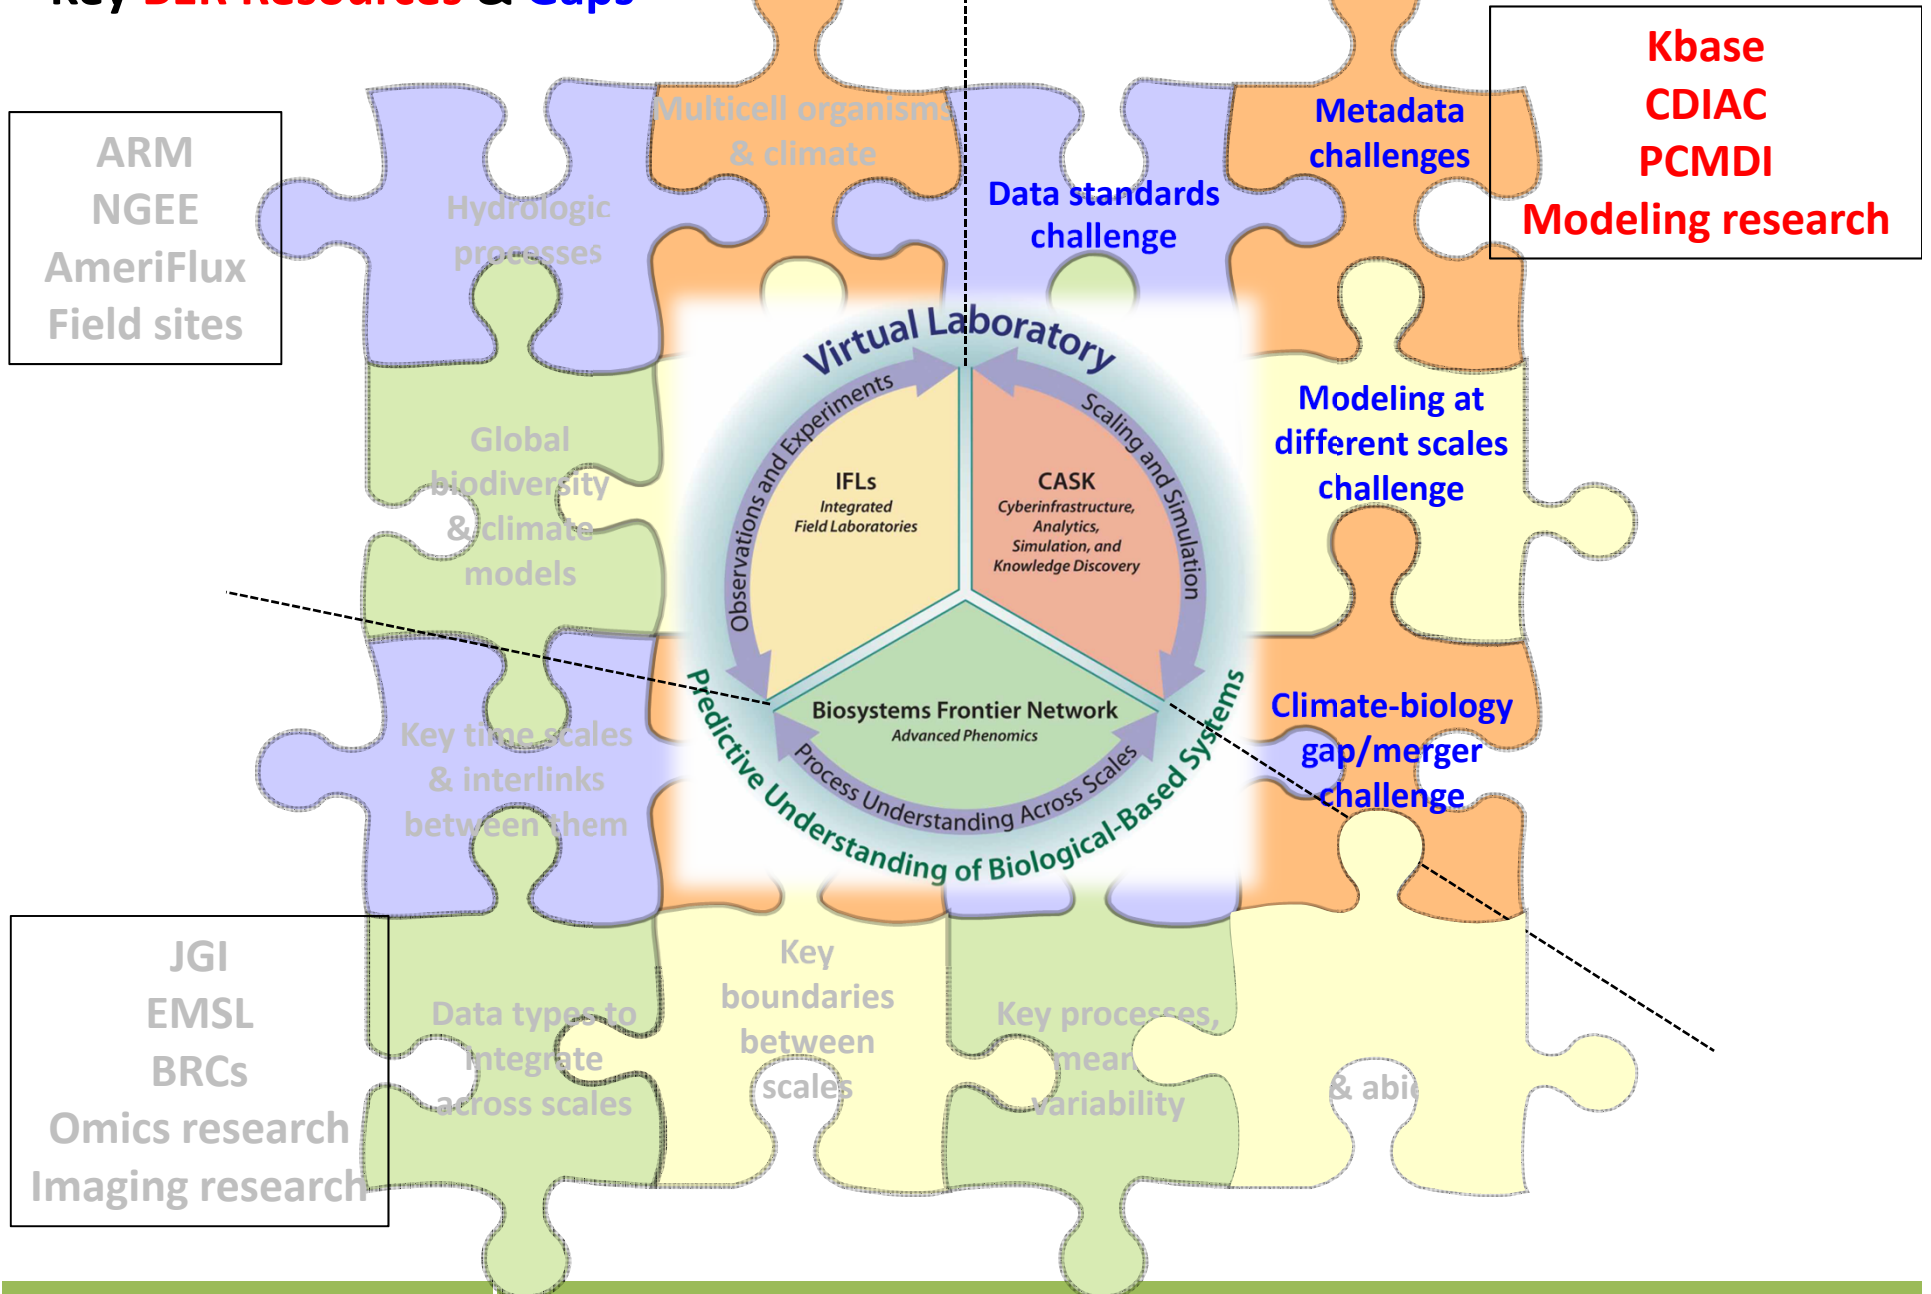 Key BER Resources & Gaps
Kbase
CDIAC
PCMDI
Modeling research
ARM
NGEE
AmeriFlux
Field sites
Multicell organisms
& climate
Metadata
challenges
Hydrologic
processes
Data standards
challenge
Global
biodiversity
& climate
models
Modeling at
different scales
challenge
Virtual Laboratory
Observations and Experiments
Scaling and Simulation
IFLs
Integrated
Field Laboratories
CASK
Cyberinfrastructure,
Analytics,
Simulation, and
Knowledge Discovery
Biosystems Frontier Network
Advanced Phenomics
Process Understanding Across Scales
Predictive Understanding of Biological-Based Systems
Key time scales
& interlinks
between them
Climate-biology
gap/merger
challenge
JGI
EMSL
BRCs
Omics research
Imaging research
Data types to
Integrate
across scales
Key
boundaries
between
scales
Key processes,
mean
variability
&